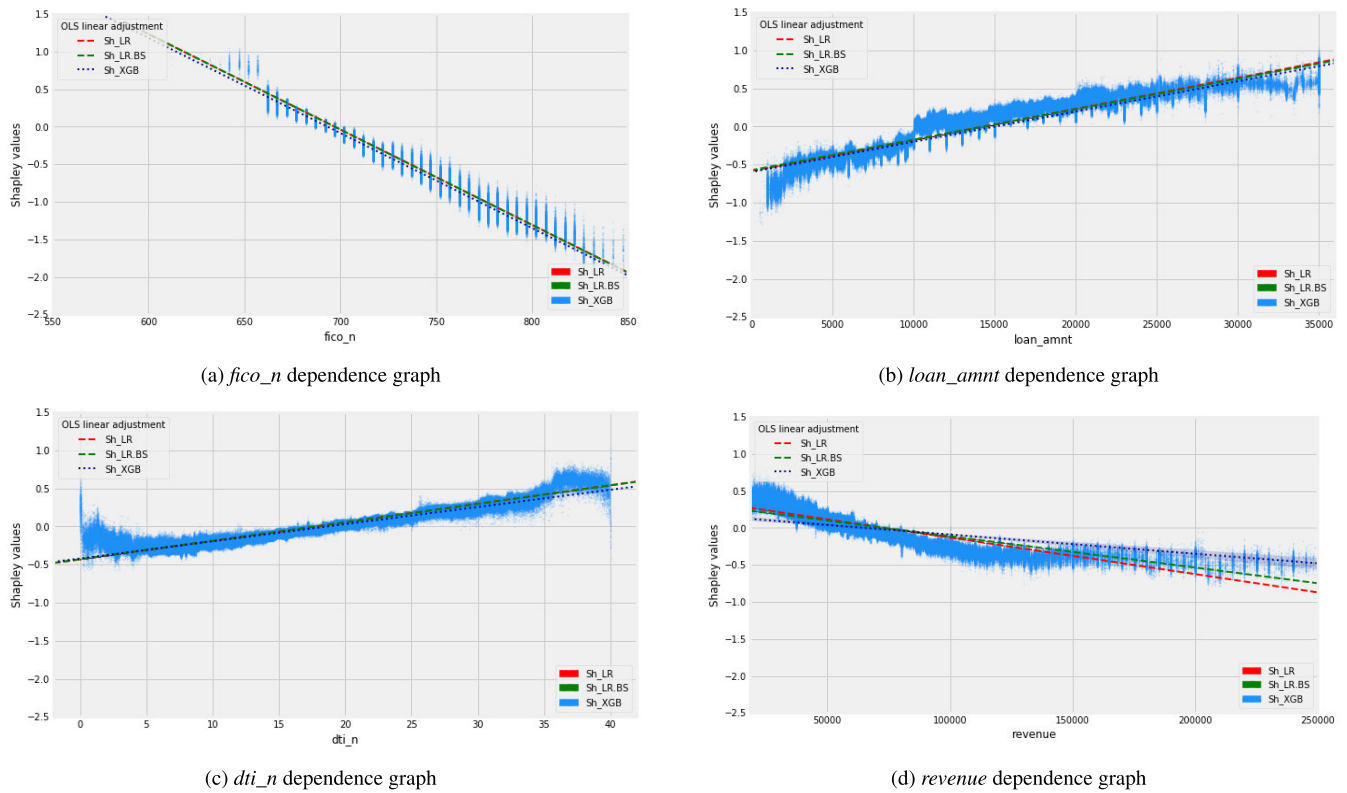 1.5
1.0
0.5
0.0
−0.5
−1.0
−1.5
−2.0
−2.5
Shapley values
OLS linear adjustment
Sh_LR
Sh_LR.BS
Sh_XGB
Sh_LR
Sh_LR.BS
Sh_XGB
550 600 650 700 750 800 850
fico_n
(a) fico_n dependence graph
1.5
1.0
0.5
0.0
−0.5
−1.0
−1.5
−2.0
−2.5
Shapley values
OLS linear adjustment
Sh_LR
Sh_LR.BS
Sh_XGB
Sh_LR
Sh_LR.BS
Sh_XGB
0 5000 10000 15000 20000 25000 30000 35000
loan_amnt
(b) loan_amnt dependence graph
1.5
1.0
0.5
0.0
−0.5
−1.0
−1.5
−2.0
−2.5
Shapley values
OLS linear adjustment
Sh_LR
Sh_LR.BS
Sh_XGB
Sh_LR
Sh_LR.BS
Sh_XGB
0 5 10 15 20 25 30 35 40
dti_n
(c) dti_n dependence graph
1.5
1.0
0.5
0.0
−0.5
−1.0
−1.5
−2.0
−2.5
Shapley values
OLS linear adjustment
Sh_LR
Sh_LR.BS
Sh_XGB
Sh_LR
Sh_LR.BS
Sh_XGB
50000 100000 150000 200000 250000
revenue
(d) revenue dependence graph